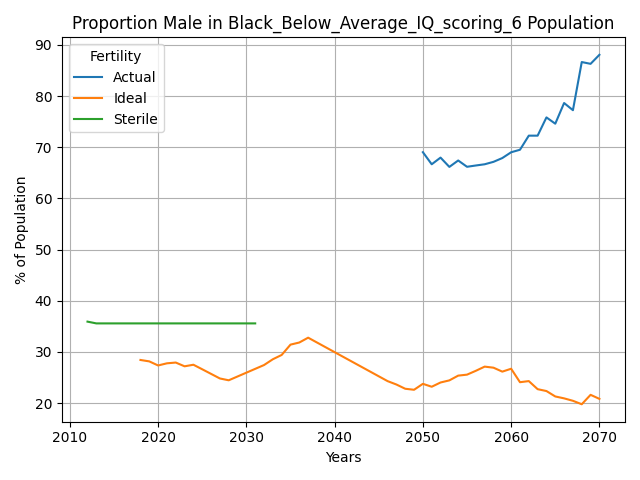 Proportion Male in Black_Below_Average_IQ_scoring_6 Population
Fertility
Actual
Ideal
Sterile
% of Population
90
80
70
60
50
40
30
20
2010
2020
2030
2040
2050
2060
2070
Years